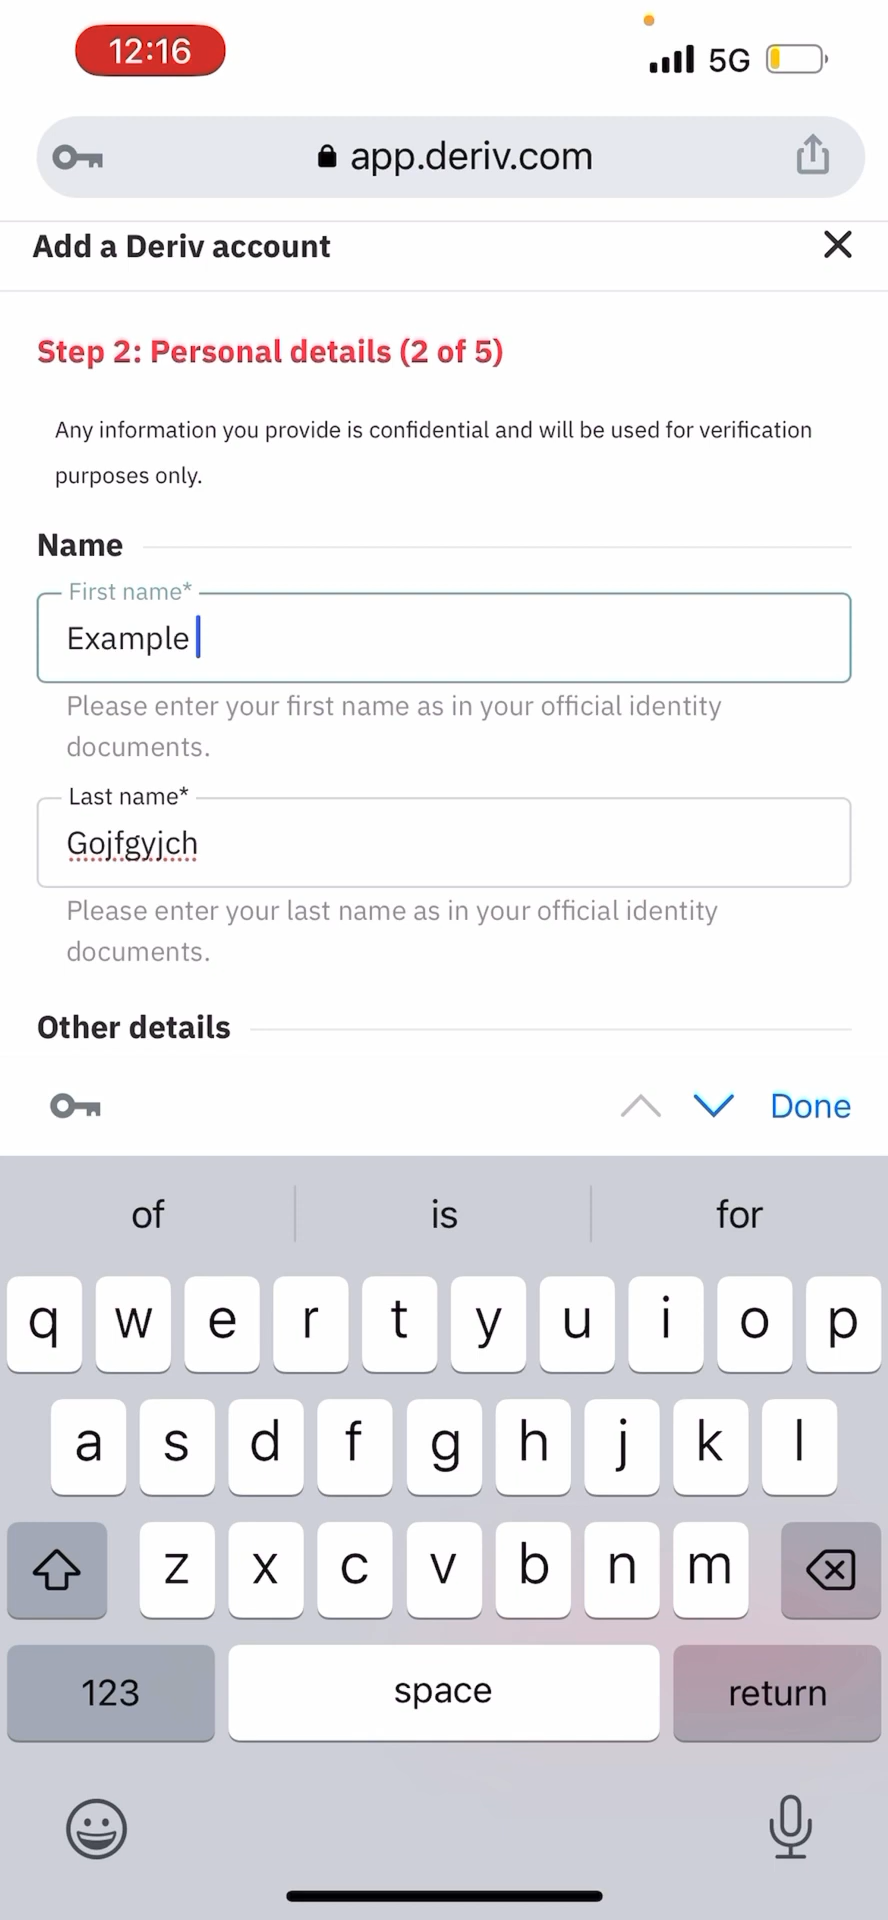 12:16
5G
app.deriv.com
Add a Deriv account
Step 2: Personal details (2 of 5)
Any information you provide is confidential and will be used for verification
purposes only.
Name
First name*
Example
Please enter your first name as in your official identity
documents.
Last name*
Gojfgyjch
Please enter your last name as in your official identity
documents.
Other details
Done
of is for
q w e r t y u i o p
a s d f g h j k l
z x c v b n m
123 space return